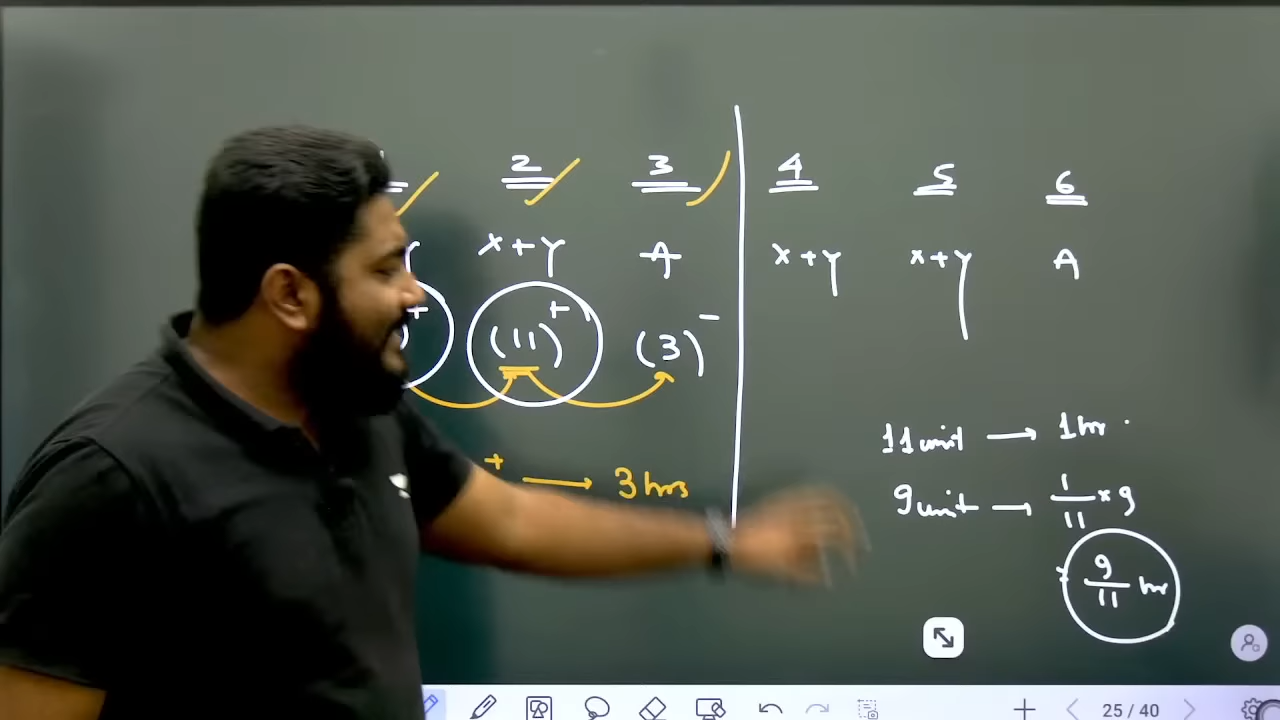 2 3 4 5 6
Y X+Y A X+Y X+Y A
+ (11)+ (3)-
11 unit → 1 hr.
+ → 3 hrs
9 unit → 1/11 × 9
9/11 hr
25 / 40